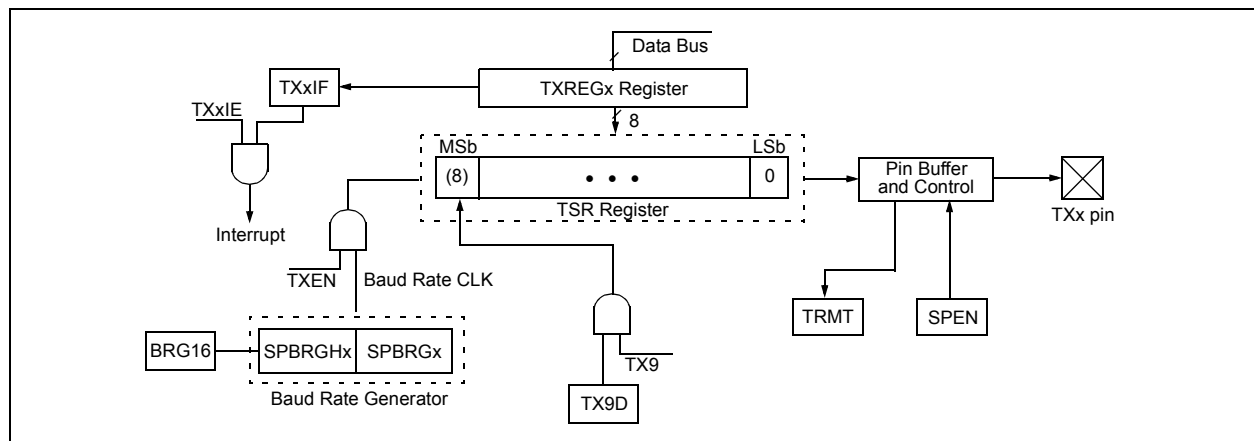 Data Bus
TXxIF
TXREGx Register
TXxIE
8
MSb
LSb
(8)
• • •
0
Pin Buffer
and Control
TSR Register
TXx pin
Interrupt
TXEN
Baud Rate CLK
TRMT
SPEN
BRG16
SPBRGHx
SPBRGx
TX9
Baud Rate Generator
TX9D